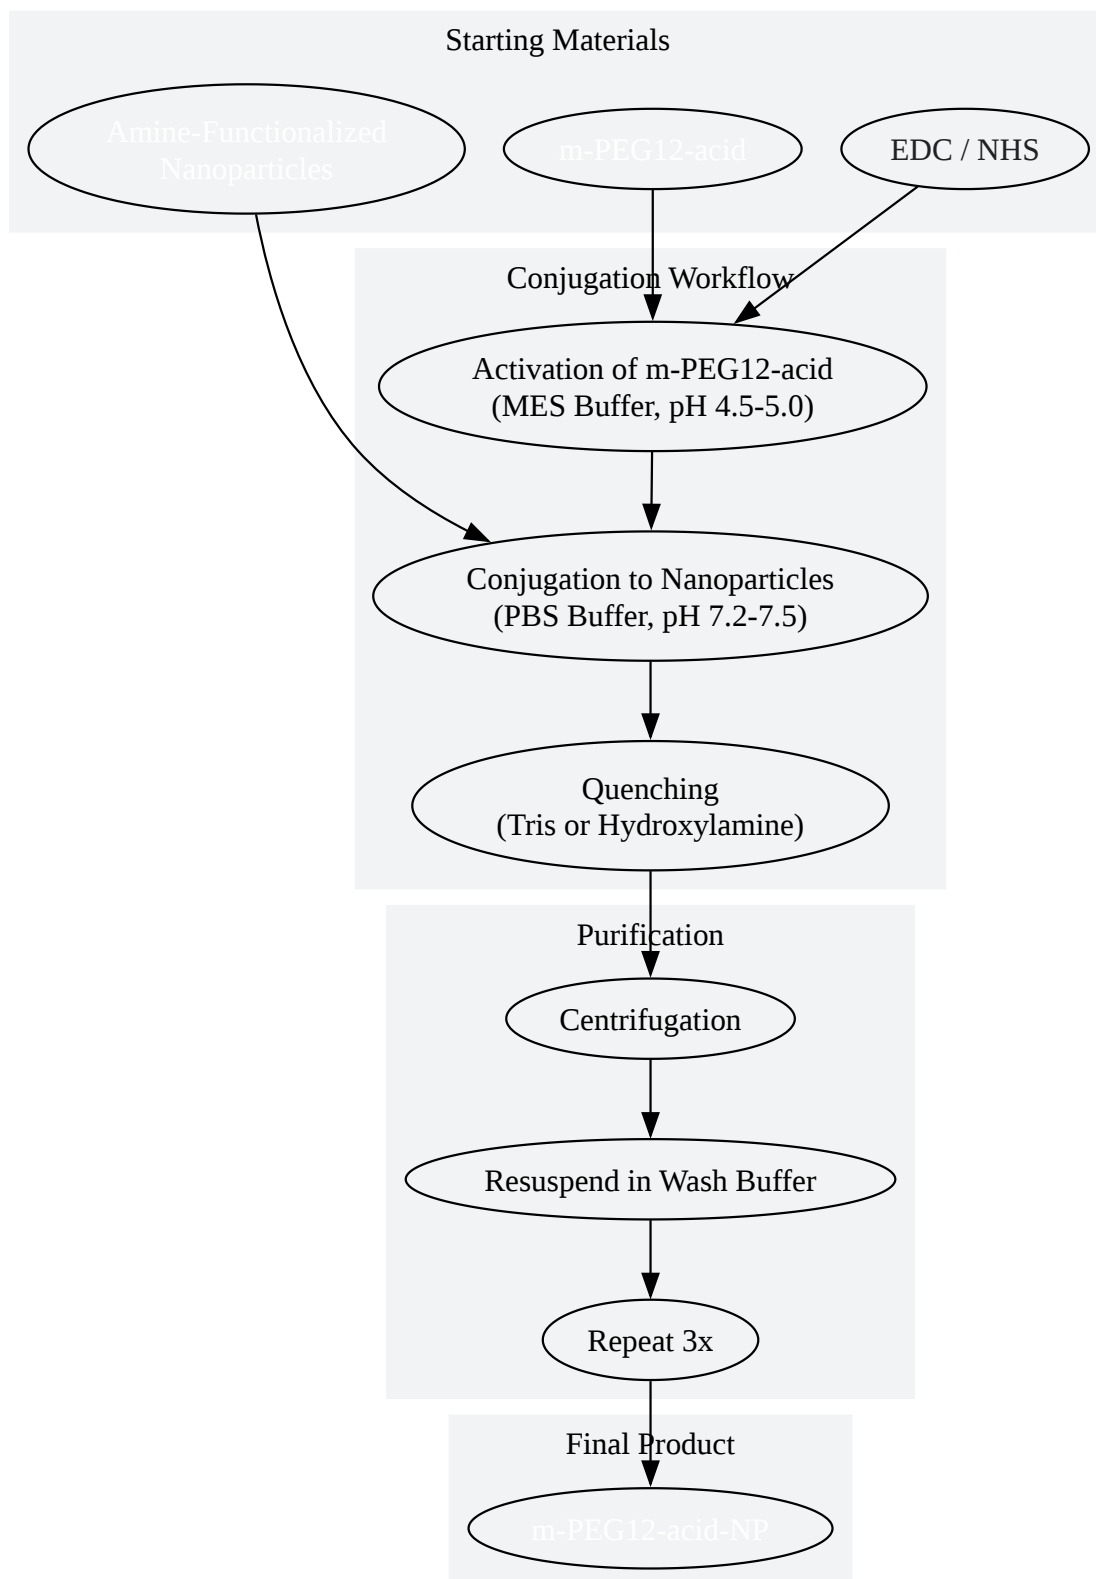 Starting Materials
Amine-Functionalized
Nanoparticles
m-PEG12-acid
EDC / NHS
Conjugation Workflow
Activation of m-PEG12-acid
(MES Buffer, pH 4.5-5.0)
Conjugation to Nanoparticles
(PBS Buffer, pH 7.2-7.5)
Quenching
(Tris or Hydroxylamine)
Purification
Centrifugation
Resuspend in Wash Buffer
Repeat 3x
Final Product
m-PEG12-acid-NP